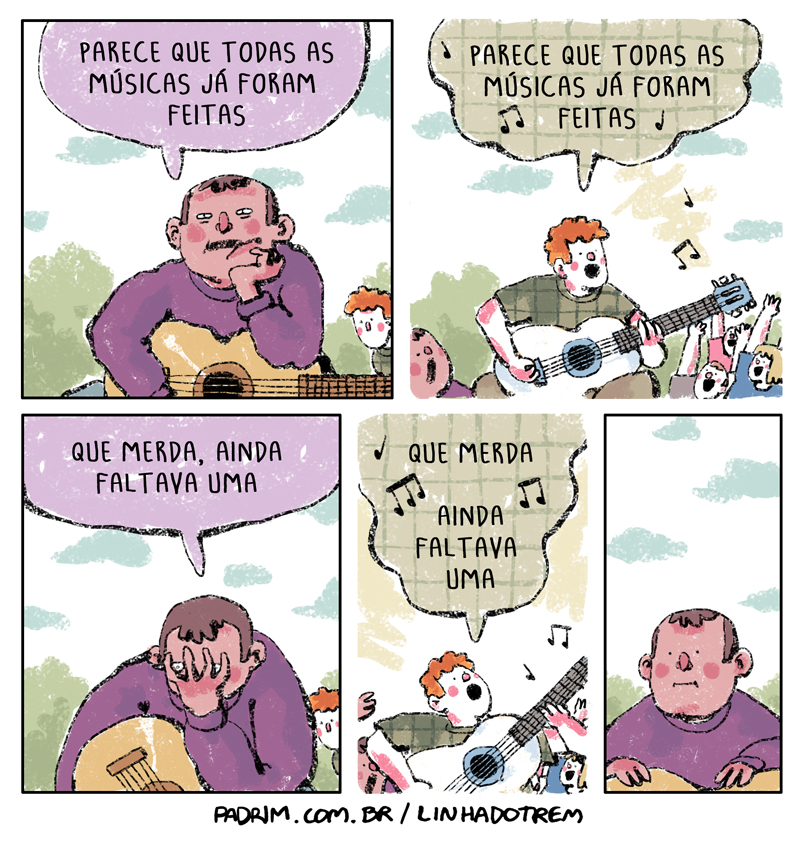 PARECE QUE TODAS AS
MÚSICAS JÁ FORAM
FEITAS
PARECE QUE TODAS AS
MÚSICAS JÁ FORAM
FEITAS
QUE MERDA, AINDA
FALTAVA UMA
QUE MERDA
AINDA
FALTAVA
UMA
PADRIM.COM.BR / LINHADOTREM